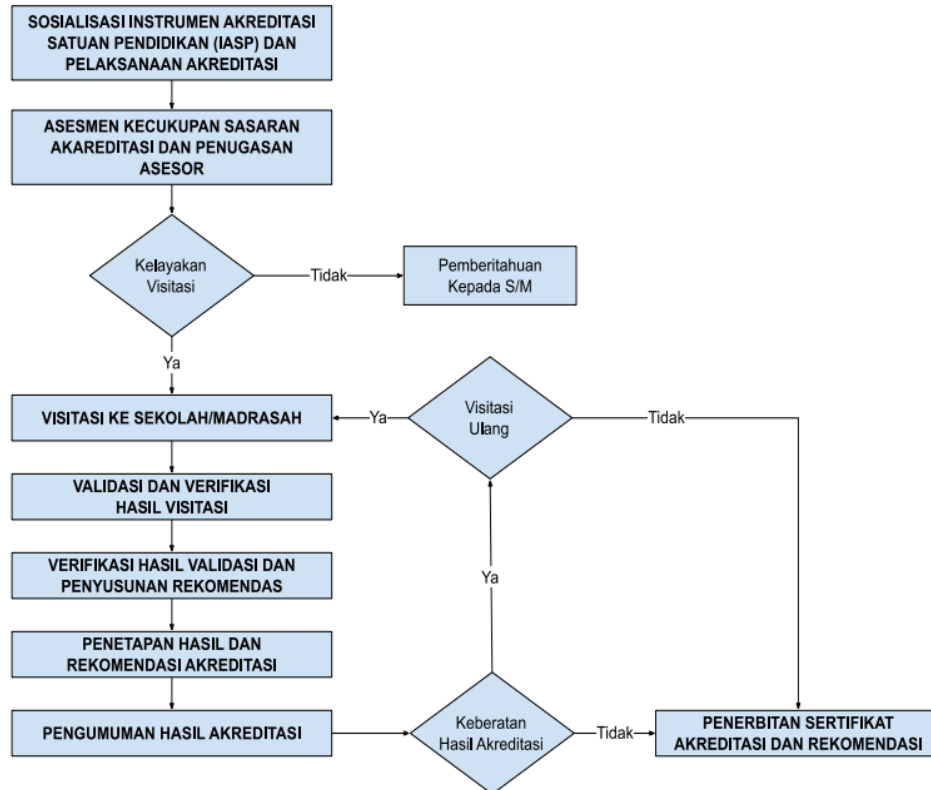 SOSIALISASI INSTRUMEN AKREDITASI
SATUAN PENDIDIKAN (IASP) DAN
PELAKSANAAN AKREDITASI
ASESMEN KECUKUPAN SASARAN
AKAREDITASI DAN PENUGASAN
ASESOR
Kelayakan
Visitasi
Tidak
Pemberitahuan
Kepada S/M
Ya
VISITASI KE SEKOLAH/MADRASAH
Ya
Visitasi
Ulang
Tidak
VALIDASI DAN VERIFIKASI
HASIL VISITASI
VERIFIKASI HASIL VALIDASI DAN
PENYUSUNAN REKOMENDAS
Ya
PENETAPAN HASIL DAN
REKOMENDASI AKREDITASI
PENGUMUMAN HASIL AKREDITASI
Keberatan
Hasil Akreditasi
Tidak
PENERBITAN SERTIFIKAT
AKREDITASI DAN REKOMENDASI